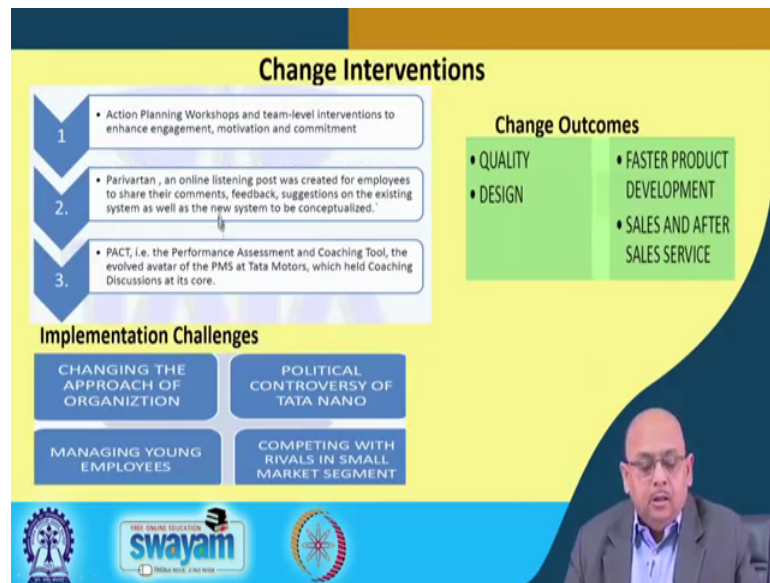 Change Interventions
1
• Action Planning Workshops and team-level interventions to
enhance engagement, motivation and commitment
2.
• Parivartan , an online listening post was created for employees
to share their comments, feedback, suggestions on the existing
system as well as the new system to be conceptualized.`
3.
• PACT, i.e. the Performance Assessment and Coaching Tool, the
evolved avatar of the PMS at Tata Motors, which held Coaching
Discussions at its core.
Change Outcomes
• QUALITY
• DESIGN
• FASTER PRODUCT
DEVELOPMENT
• SALES AND AFTER
SALES SERVICE
Implementation Challenges
CHANGING THE
APPROACH OF
ORGANIZTION
POLITICAL
CONTROVERSY OF
TATA NANO
MANAGING YOUNG
EMPLOYEES
COMPETING WITH
RIVALS IN SMALL
MARKET SEGMENT
FREE ONLINE EDUCATION
swayam